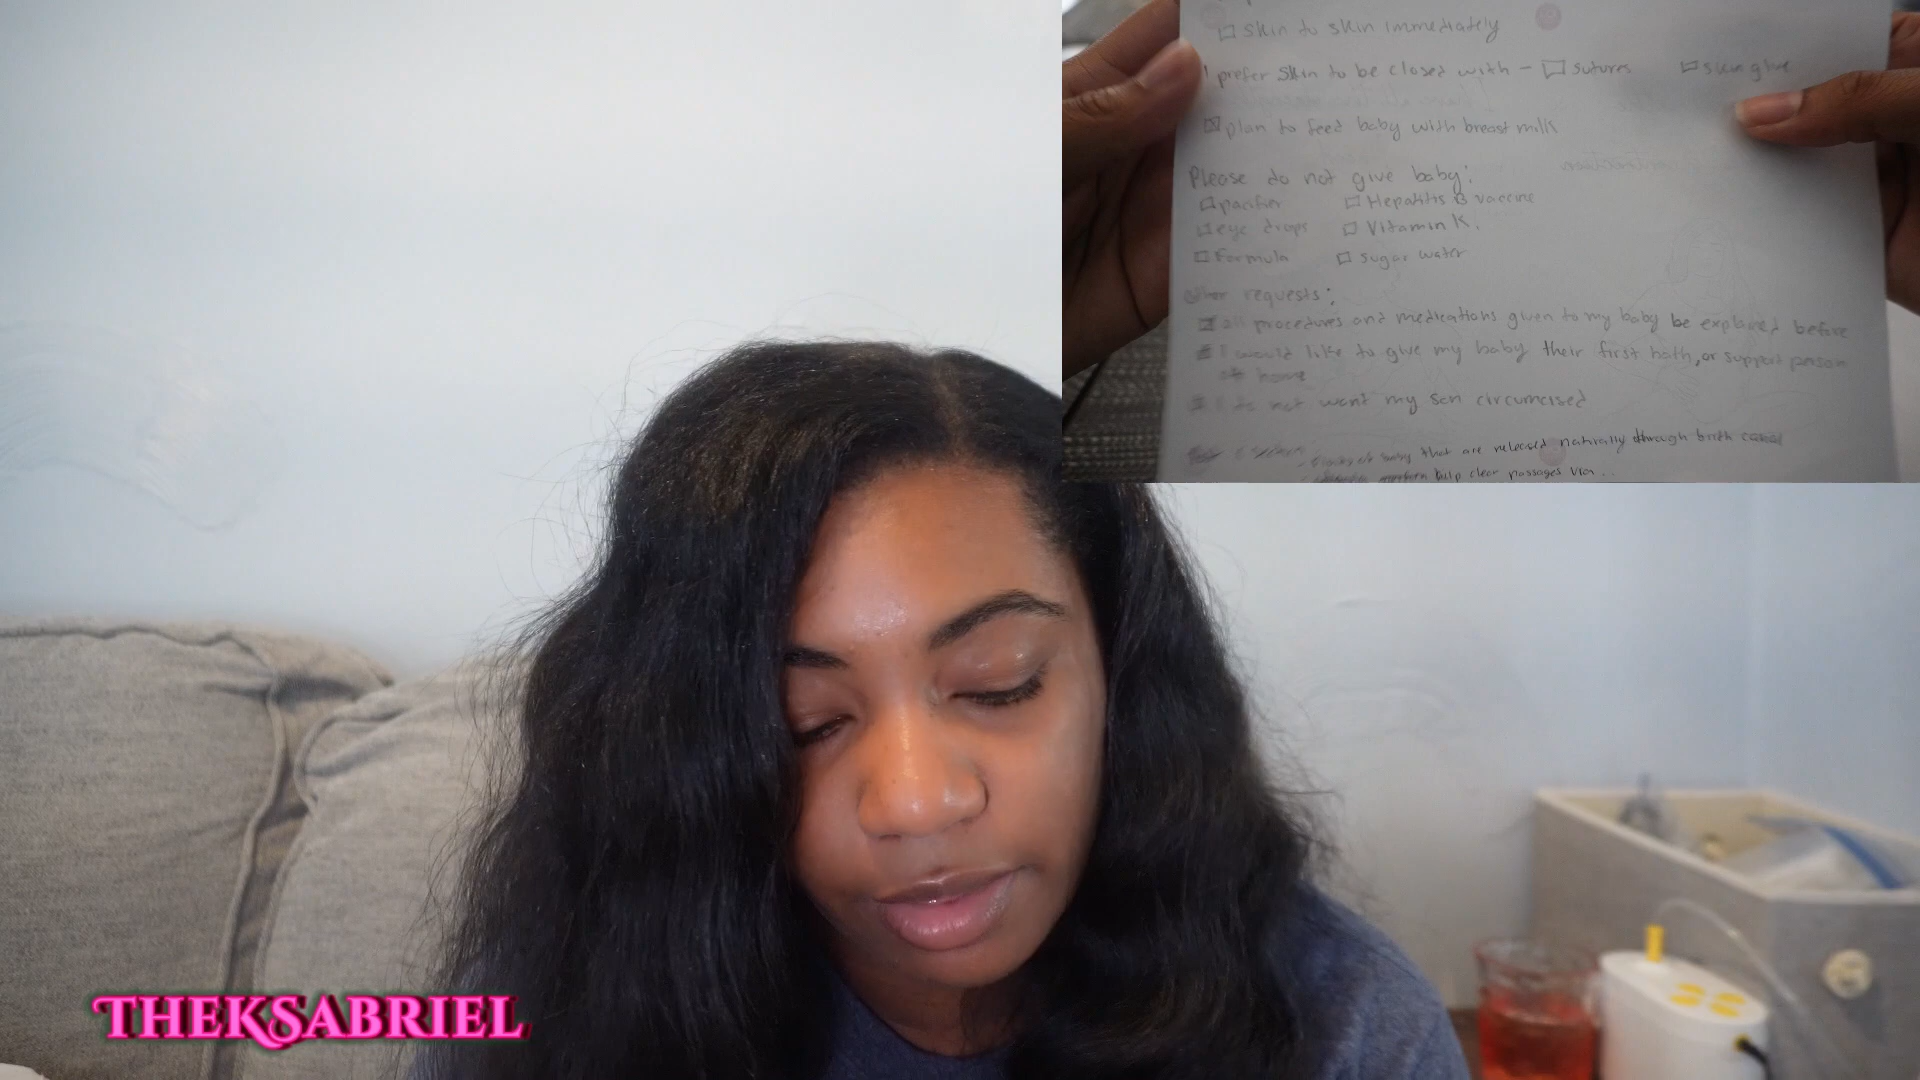 skin to skin immediately
I prefer skin to be closed with - sutures skin glue
plan to feed baby with breast milk
Please do not give baby:
pacifier Hepatitis B vaccine
eye drops Vitamin K.
Formula sugar water
other requests:
all procedures and medications given to my baby be explained before
I would like to give my baby their first bath, or support person
at home
I do not want my son circumcised
that are released naturally through birth canal
help clear passages via ...
THEKSABRIEL